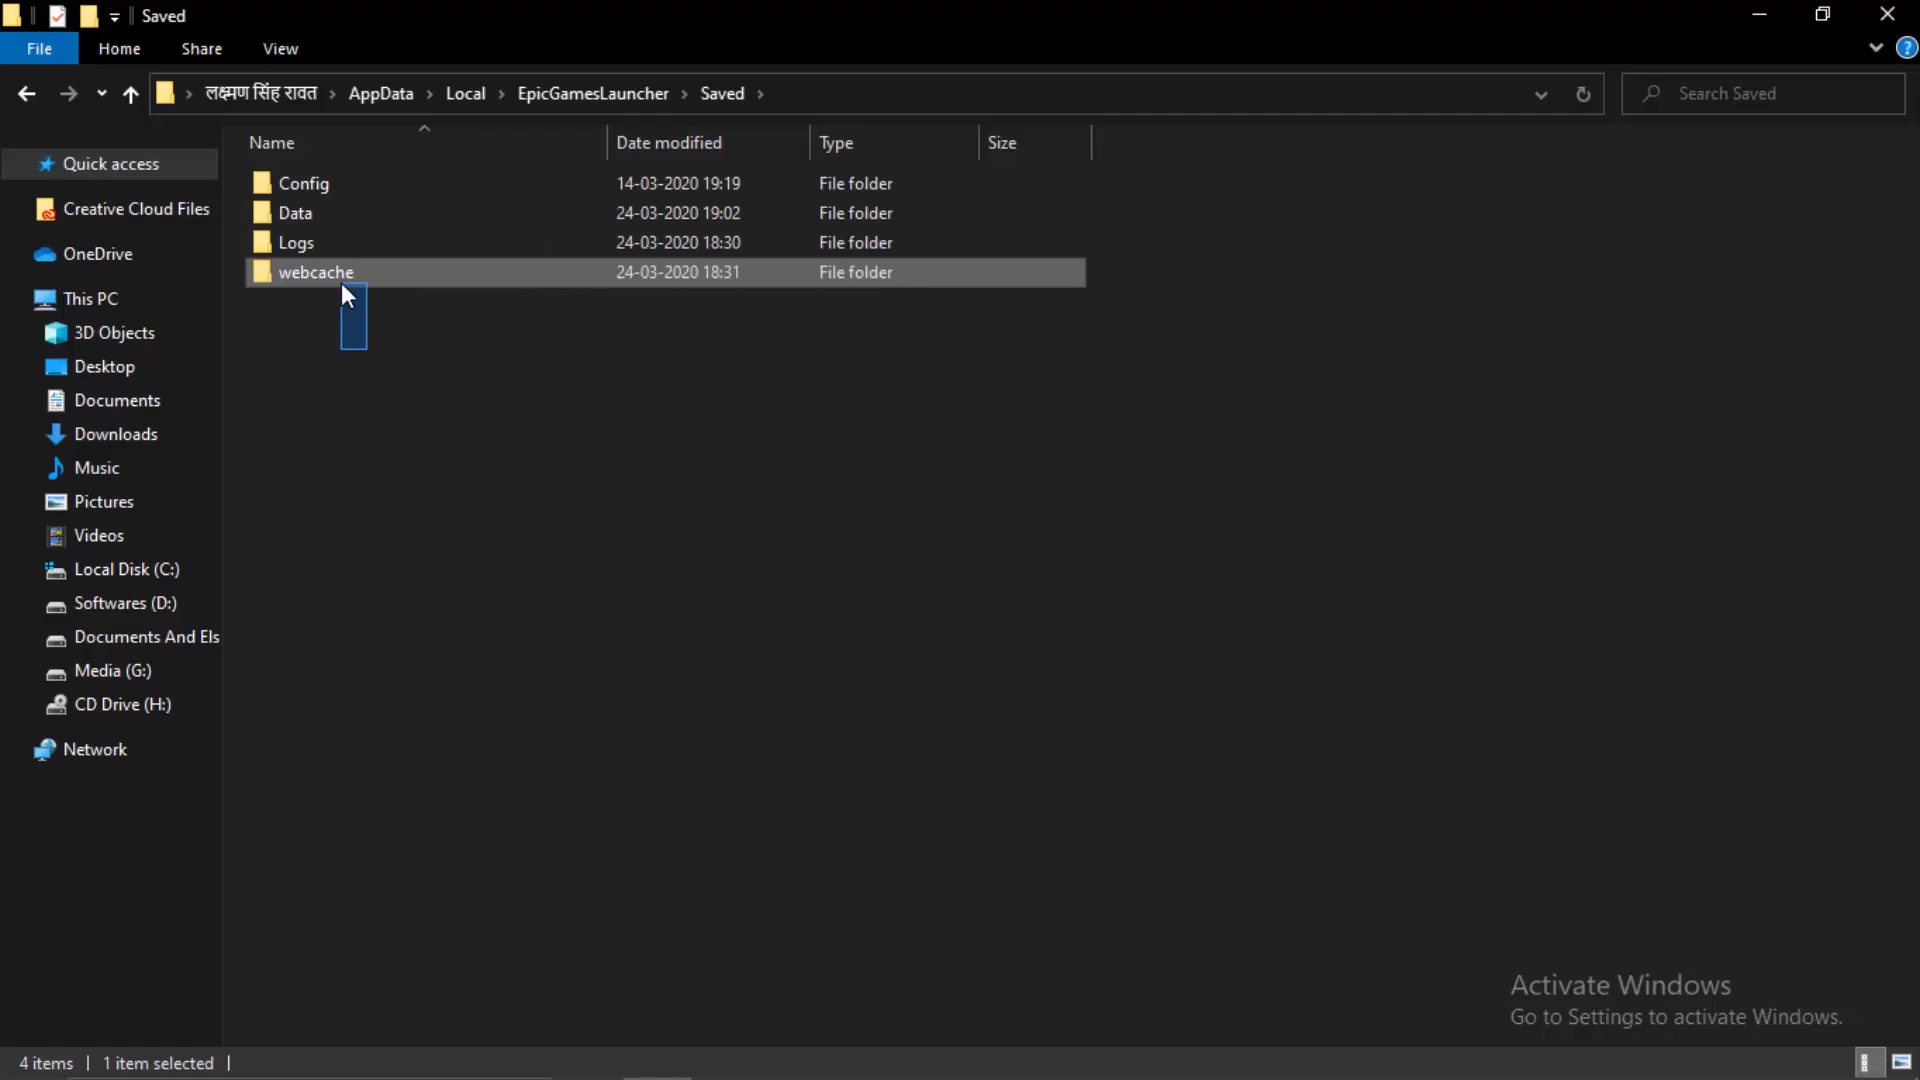 Saved
File Home Share View
लक्ष्मण सिंह रावत AppData Local EpicGamesLauncher Saved
Search Saved
Name Date modified Type Size
Config 14-03-2020 19:19 File folder
Data 24-03-2020 19:02 File folder
Logs 24-03-2020 18:30 File folder
webcache 24-03-2020 18:31 File folder
Quick access
Creative Cloud Files
OneDrive
This PC
3D Objects
Desktop
Documents
Downloads
Music
Pictures
Videos
Local Disk (C:)
Softwares (D:)
Documents And Els
Media (G:)
CD Drive (H:)
Network
Activate Windows
Go to Settings to activate Windows.
4 items 1 item selected